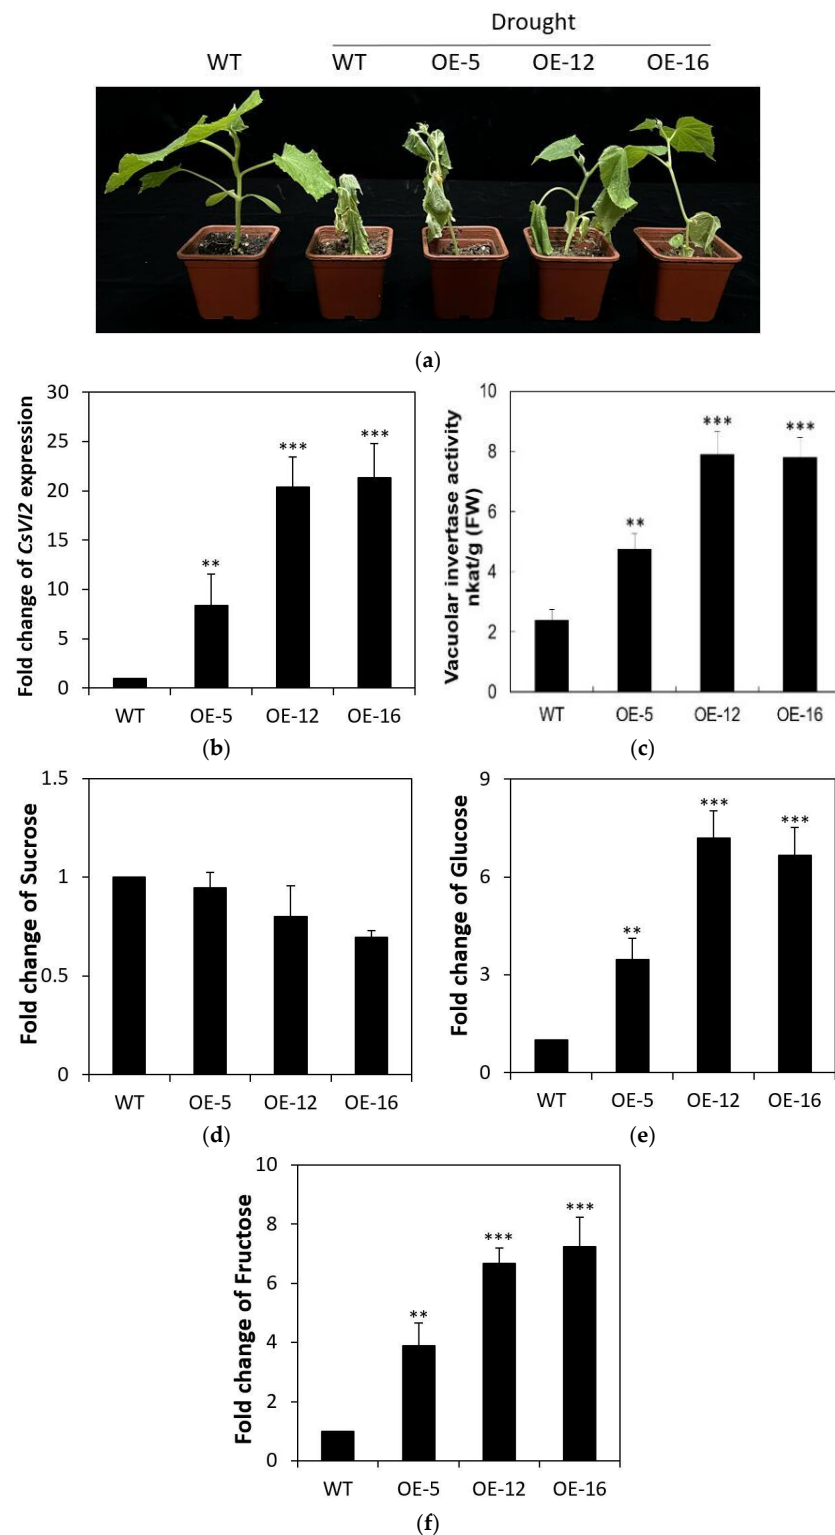 Drought
WT WT OE-5 OE-12 OE-16
(a)
Fold change of CsVI2 expression
30
25
20
15
10
5
0
**
***
***
WT OE-5 OE-12 OE-16
(b)
Vacuolar invertase activity
nkat/g (FW)
10
8
6
4
2
0
**
***
***
WT OE-5 OE-12 OE-16
(c)
Fold change of Sucrose
1.5
1
0.5
0
WT OE-5 OE-12 OE-16
(d)
Fold change of Glucose
9
6
3
0
**
***
***
WT OE-5 OE-12 OE-16
(e)
Fold change of Fructose
10
8
6
4
2
0
**
***
***
WT OE-5 OE-12 OE-16
(f)